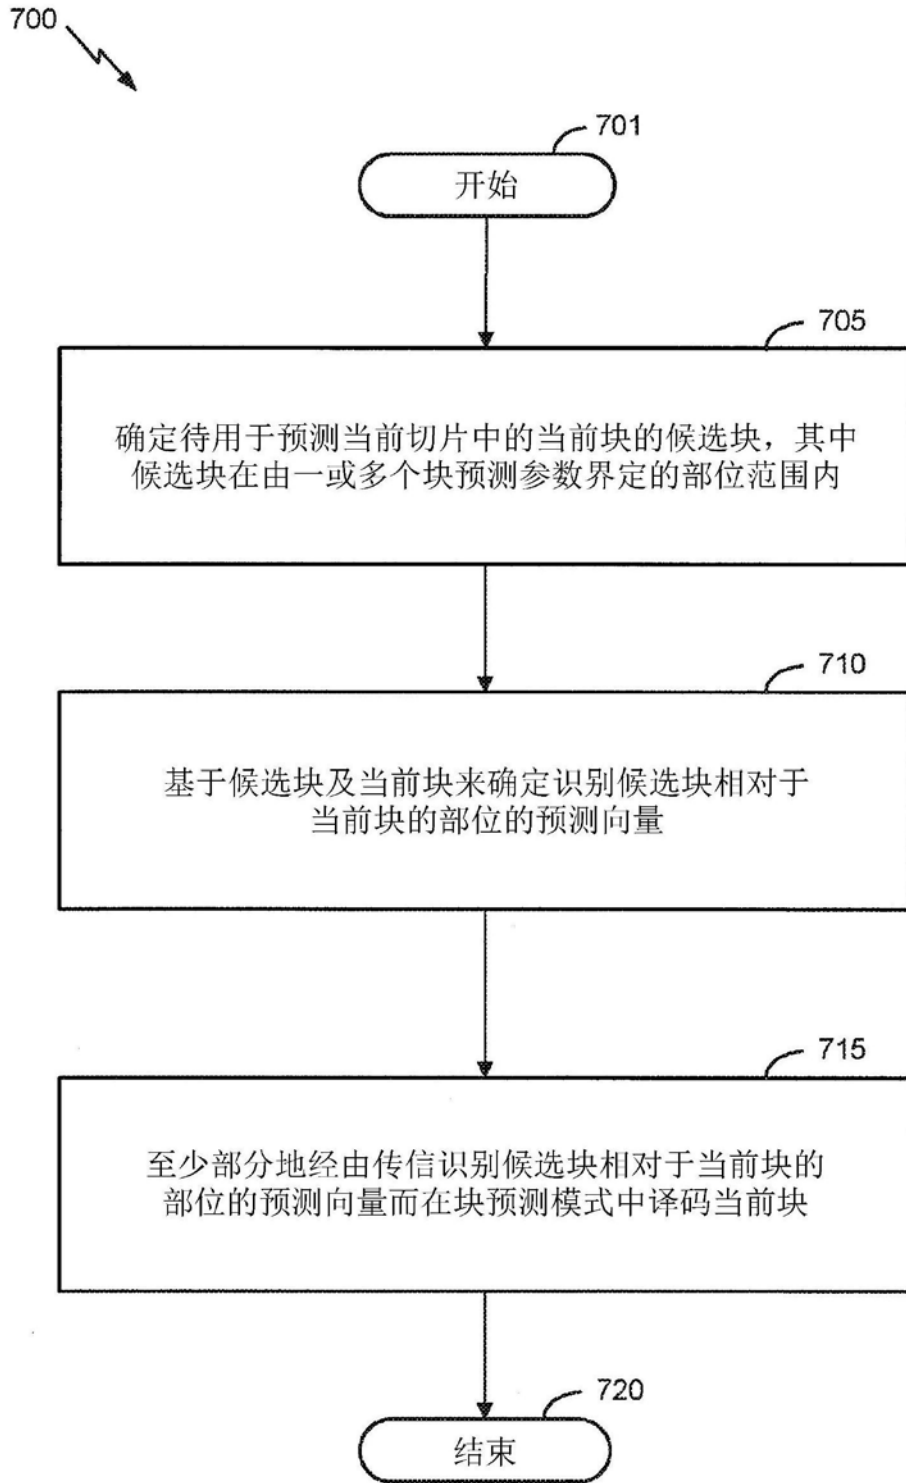 700
701
开始
705
确定待用于预测当前切片中的当前块的候选块，其中
候选块在由一或多个块预测参数界定的部位范围内
710
基于候选块及当前块来确定识别候选块相对于
当前块的部位的预测向量
715
至少部分地经由传信识别候选块相对于当前块的
部位的预测向量而在块预测模式中译码当前块
720
结束